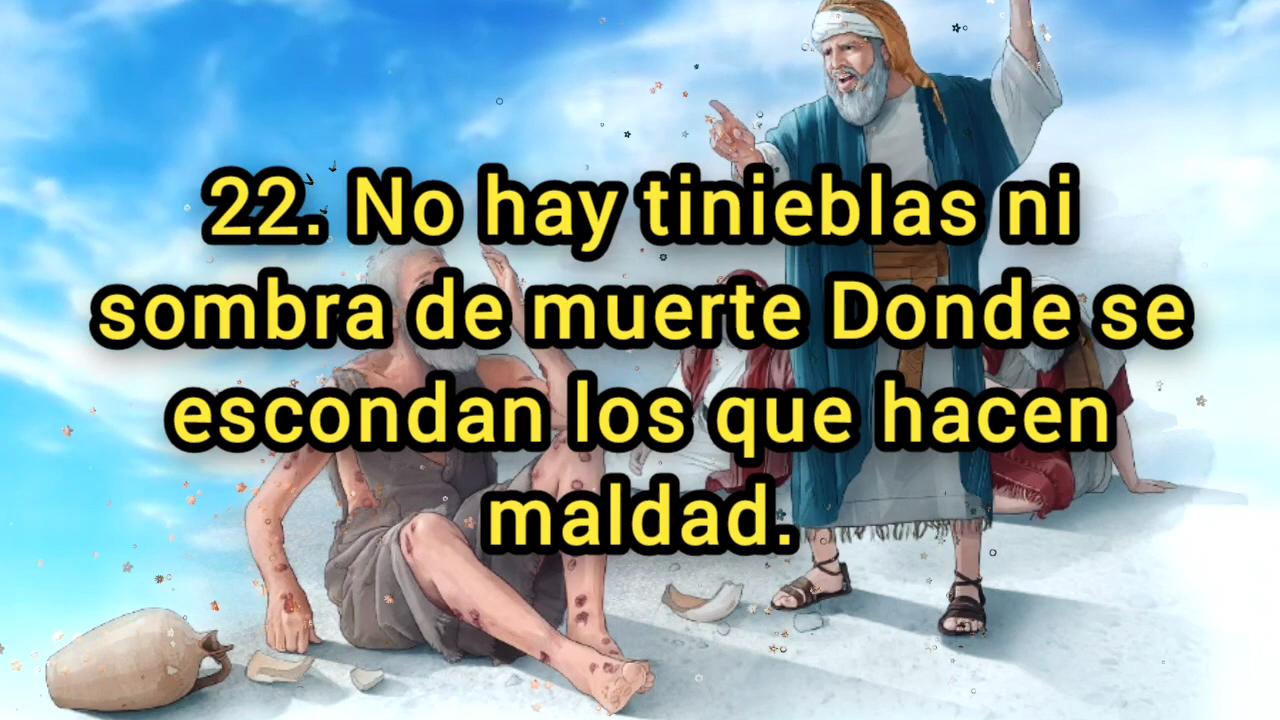 22. No hay tinieblas ni
sombra de muerte Donde se
escondan los que hacen
maldad.